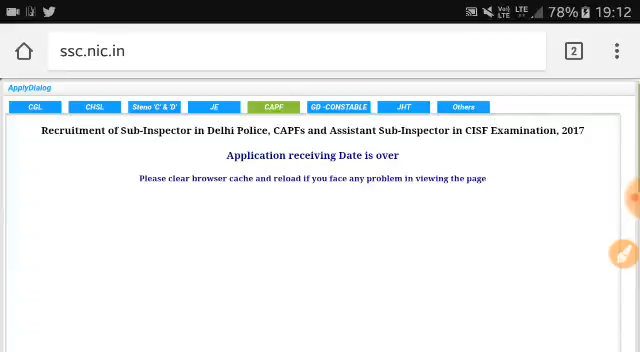 78% 19:12
ssc.nic.in
2
ApplyDialog
CGL CHSL Steno 'C' & 'D' JE CAPF GD -CONSTABLE JHT Others
Recruitment of Sub-Inspector in Delhi Police, CAPFs and Assistant Sub-Inspector in CISF Examination, 2017
Application receiving Date is over
Please clear browser cache and reload if you face any problem in viewing the page